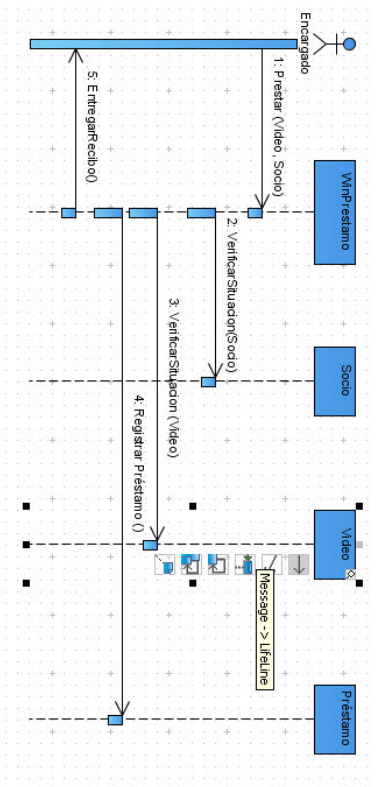 Encargado
WinPrestamo
Socio
Video
Préstamo
1: Prestar (Video, Socio)
2: VerificarSituacion(Socio)
3: VerificarSituacion (Video)
4: Registrar Préstamo ()
5: EntregarRecibo()
Message -> LifeLine